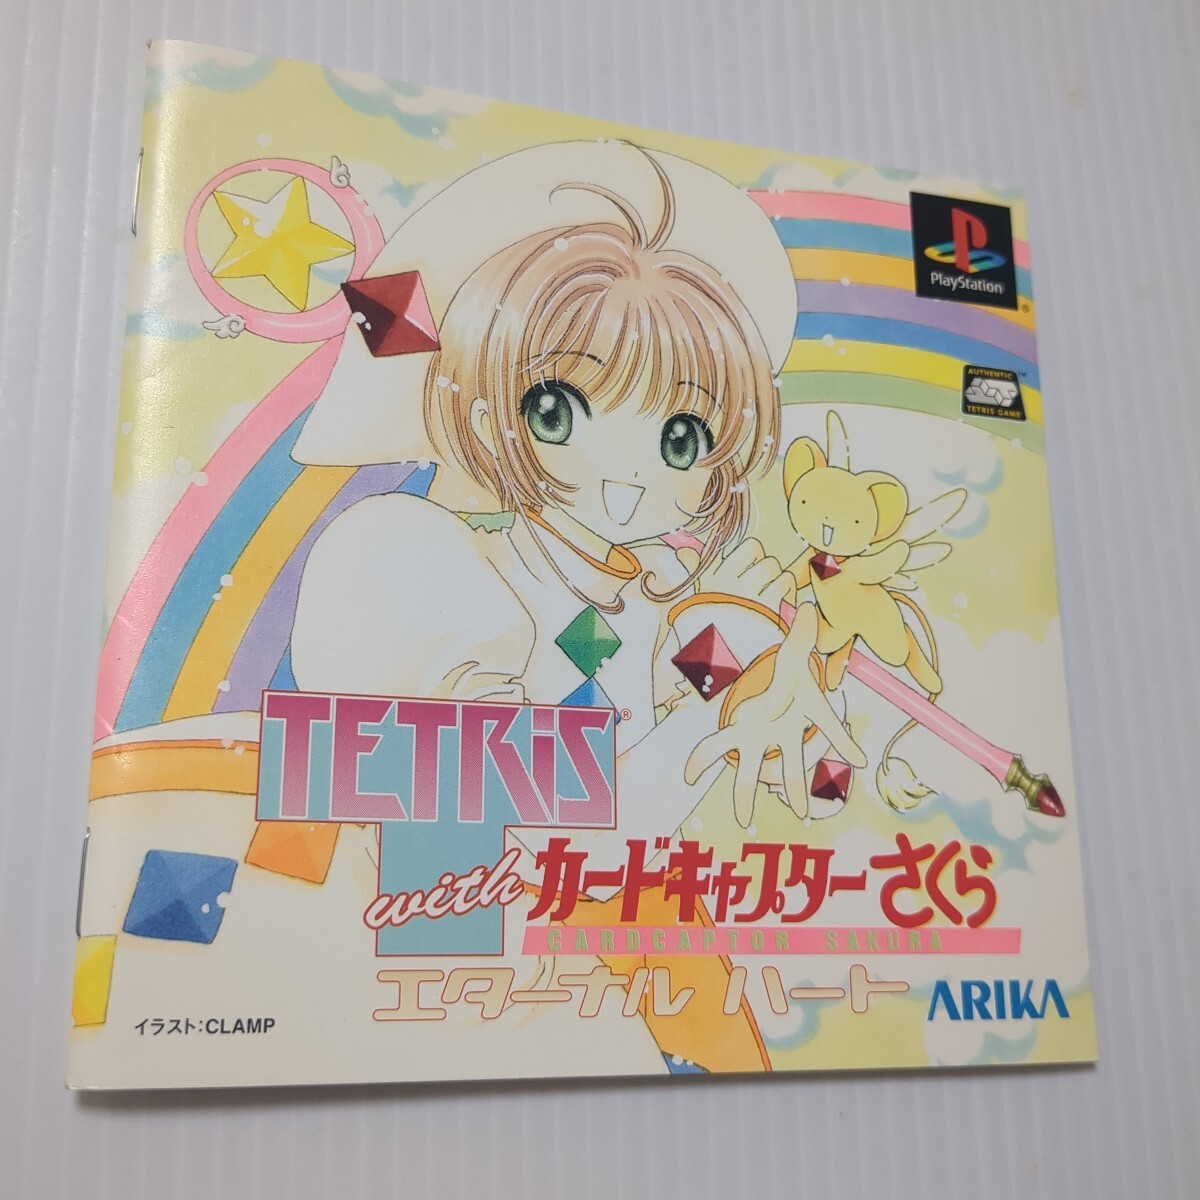 PlayStation
®
AUTHENTIC
TETRIS GAME
TETRiS®
with カードキャプターさくら
CARDCAPTOR SAKURA
エターナル ハート
ARIKA
イラスト:CLAMP